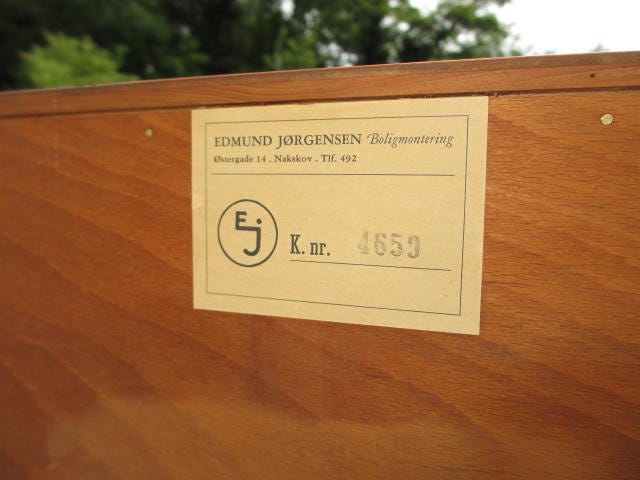 EDMUND JØRGENSEN Boligmontering
Østergade 14 . Nakskov . Tlf. 492
EJ
K. nr. 4659